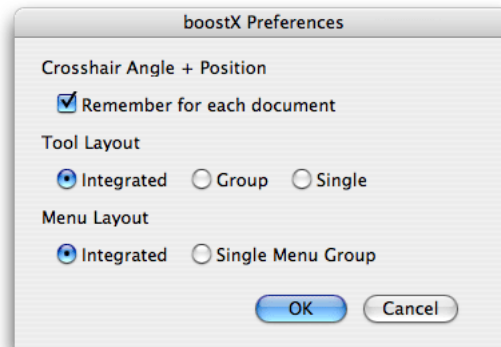 boostX Preferences
Crosshair Angle + Position
Remember for each document
Tool Layout
Integrated Group Single
Menu Layout
Integrated Single Menu Group
OK Cancel